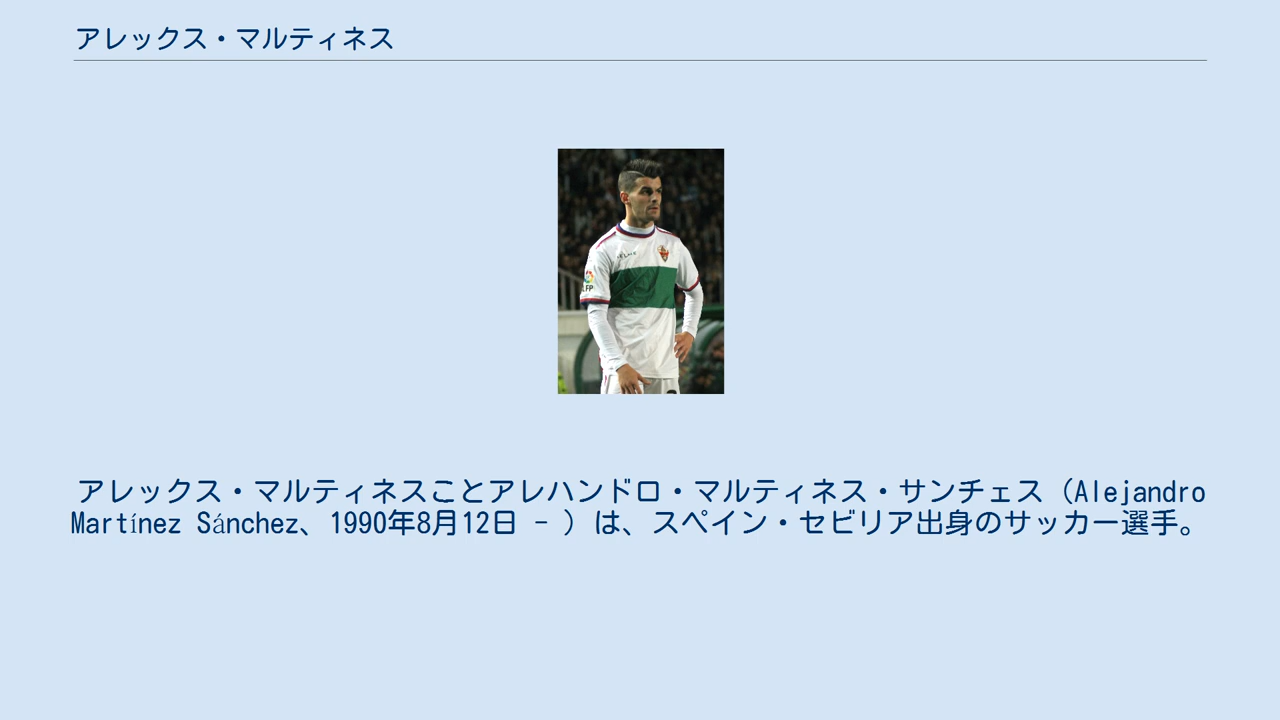 アレックス・マルティネス
アレックス・マルティネスことアレハンドロ・マルティネス・サンチェス（Alejandro
Martínez Sánchez、1990年8月12日 - ）は、スペイン・セビリア出身のサッカー選手。